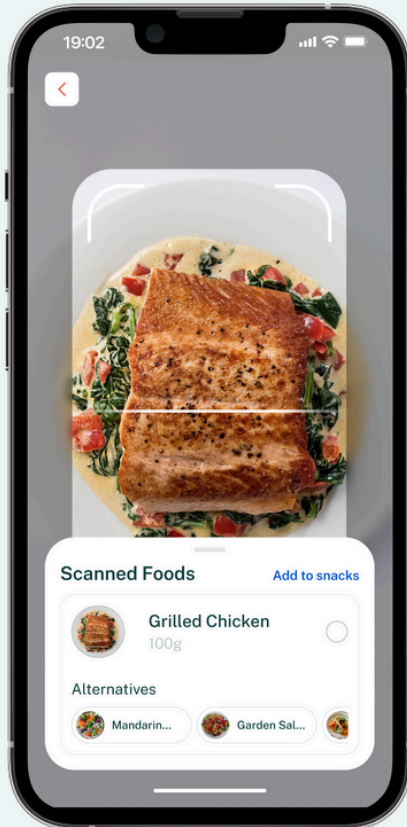 19:02
Scanned Foods
Add to snacks
Grilled Chicken
100g
Alternatives
Mandarin...
Garden Sal...